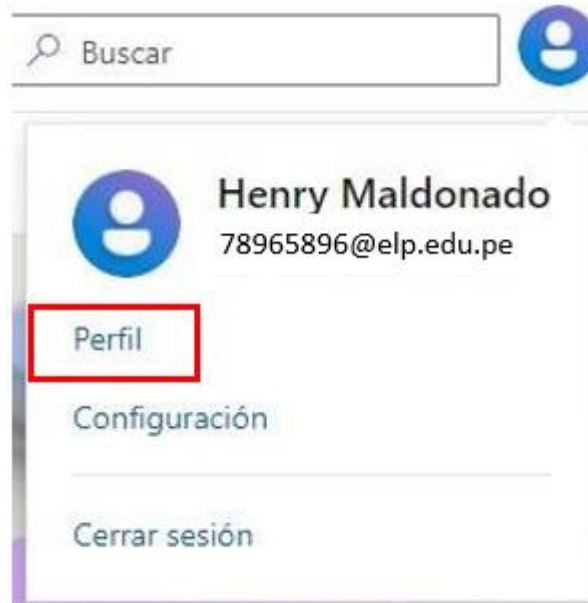 Buscar
Henry Maldonado
78965896@elp.edu.pe
Perfil
Configuración
Cerrar sesión